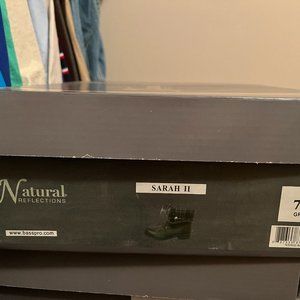 Natural
REFLECTIONS
www.basspro.com
SARAH II
7